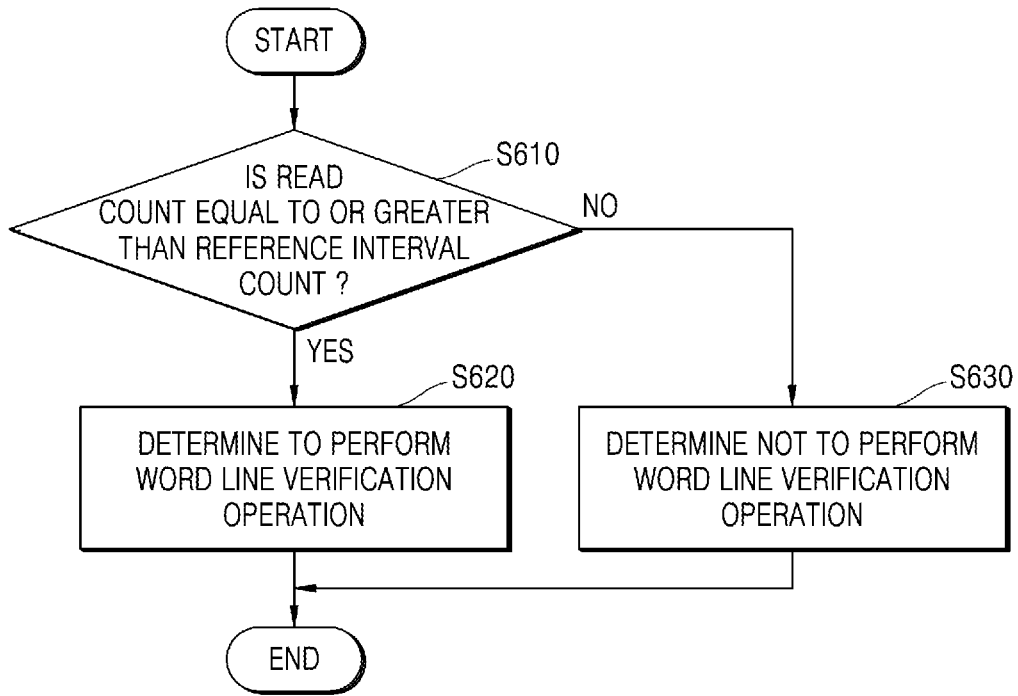 START
S610
IS READ
COUNT EQUAL TO OR GREATER
THAN REFERENCE INTERVAL
COUNT ?
NO
YES
S620
DETERMINE TO PERFORM
WORD LINE VERIFICATION
OPERATION
S630
DETERMINE NOT TO PERFORM
WORD LINE VERIFICATION
OPERATION
END